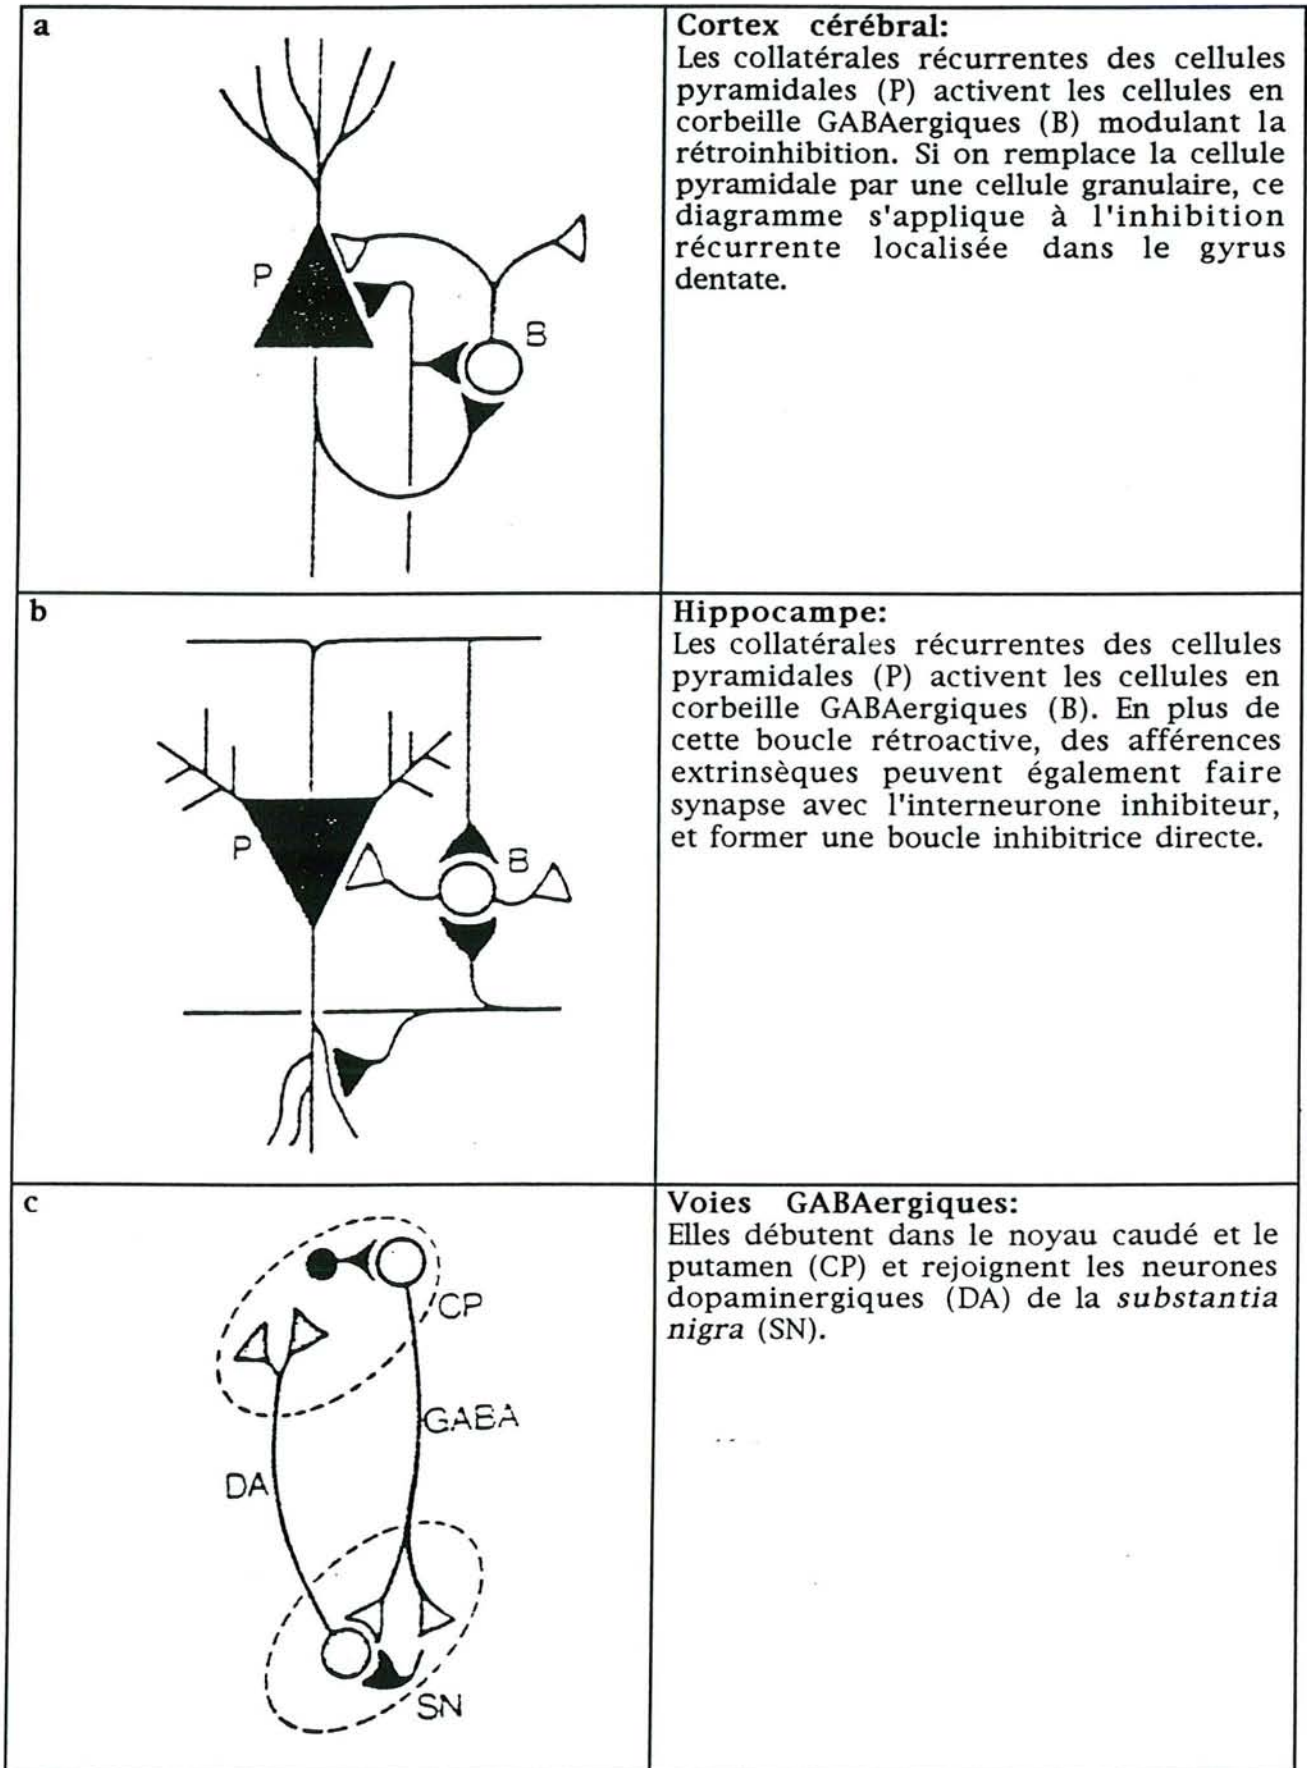 a
P
B
Cortex cérébral:
Les collatérales récurrentes des cellules
pyramidales (P) activent les cellules en
corbeille GABAergiques (B) modulant la
rétroinhibition. Si on remplace la cellule
pyramidale par une cellule granulaire, ce
diagramme s'applique à l'inhibition
récurrente localisée dans le gyrus
dentate.
b
P
B
Hippocampe:
Les collatérales récurrentes des cellules
pyramidales (P) activent les cellules en
corbeille GABAergiques (B). En plus de
cette boucle rétroactive, des afférences
extrinsèques peuvent également faire
synapse avec l'interneurone inhibiteur,
et former une boucle inhibitrice directe.
c
CP
GABA
DA
SN
Voies GABAergiques:
Elles débutent dans le noyau caudé et le
putamen (CP) et rejoignent les neurones
dopaminergiques (DA) de la substantia
nigra (SN).